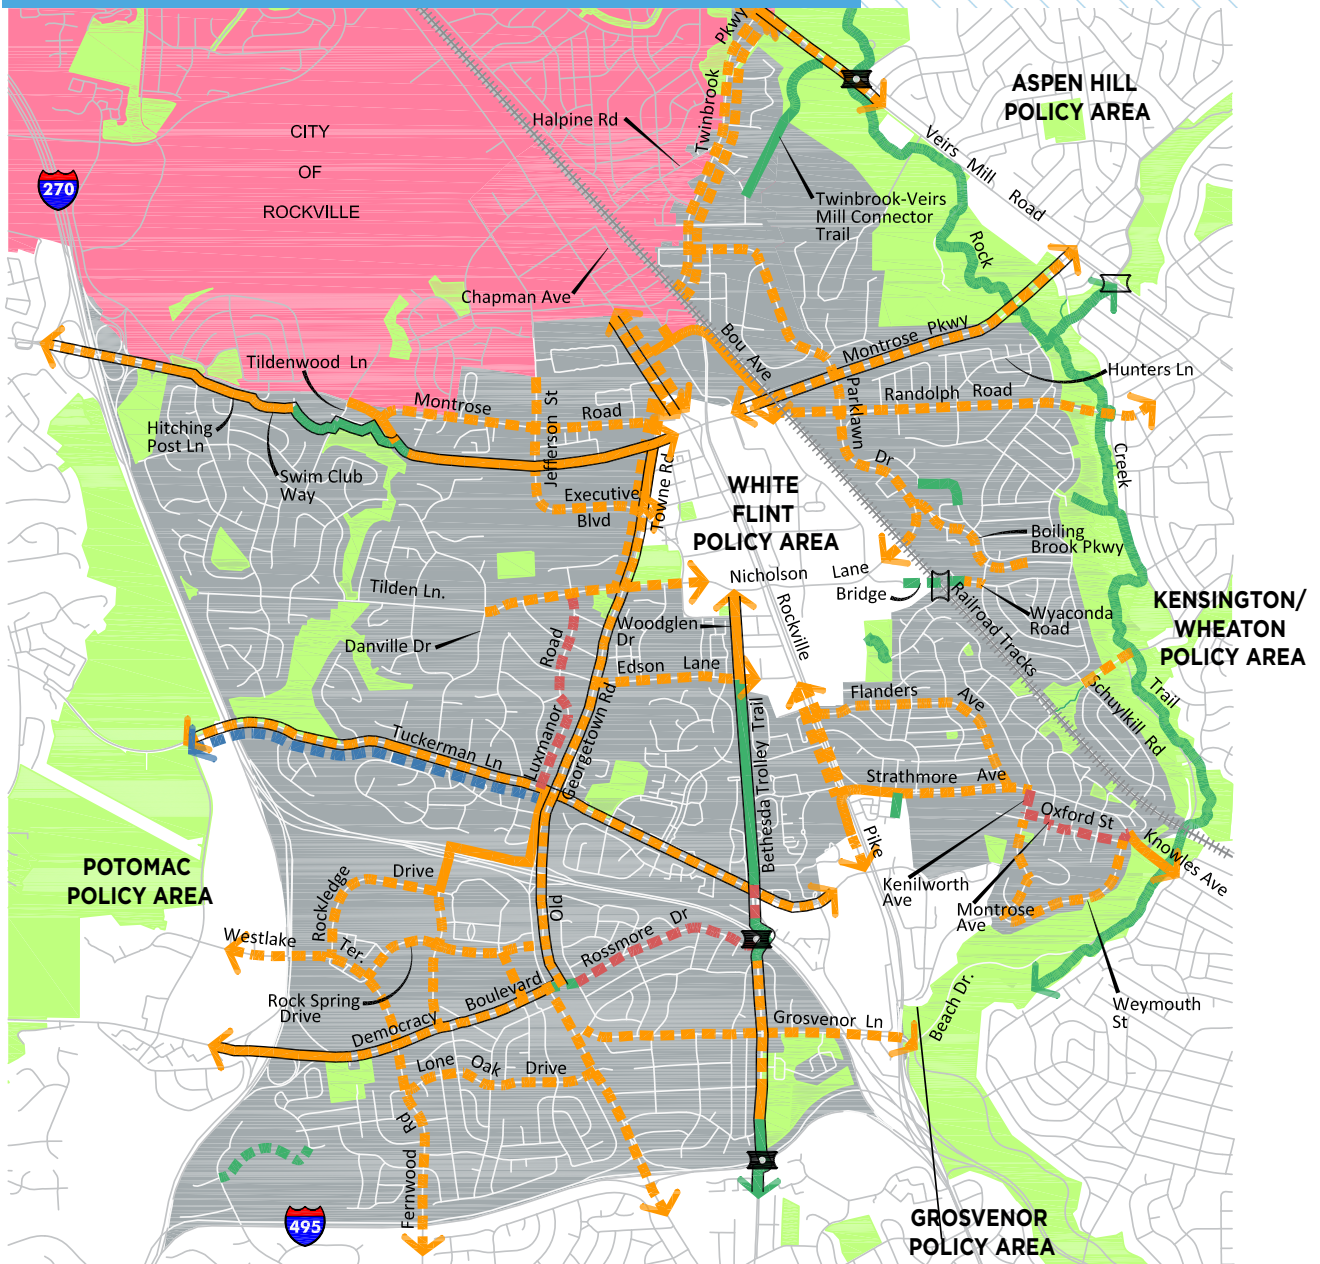 Pkwy
Twinbrook
Halpine Rd
ASPEN HILL
POLICY AREA
CITY
OF
ROCKVILLE
270
Veirs Mill Road
Twinbrook-Veirs
Mill Connector
Trail
Rock
Chapman Ave
Bou Ave
Montrose Pkwy
Tildenwood Ln
Hunters Ln
Montrose
Road
Jefferson St
Parklawn
Randolph Road
Hitching
Post Ln
Swim Club
Way
Dr
Creek
Towne Rd
WHITE
FLINT
POLICY AREA
Executive
Blvd
Boiling
Brook Pkwy
Tilden Ln.
Nicholson Lane
Bridge
Railroad Tracks
Wyaconda
Road
KENSINGTON/
WHEATON
POLICY AREA
Danville Dr
Road
Woodglen
Dr
Rockville
Edson Lane
Flanders Ave
Schuylkill Rd
Trail
Luxmanor
Georgetown Rd
Bethesda Trolley Trail
Tuckerman Ln
Strathmore Ave
Oxford St
Pike
Knowles Ave
POTOMAC
POLICY AREA
Drive
Rockledge
Kenilworth
Ave
Montrose
Ave
Old
Rossmore Dr
Westlake
Ter.
Rock Spring
Drive
Boulevard
Democracy
Beach Dr.
Weymouth
St
Grosvenor Ln
Lone Oak Drive
Rd
Fernwood
495
GROSVENOR
POLICY AREA